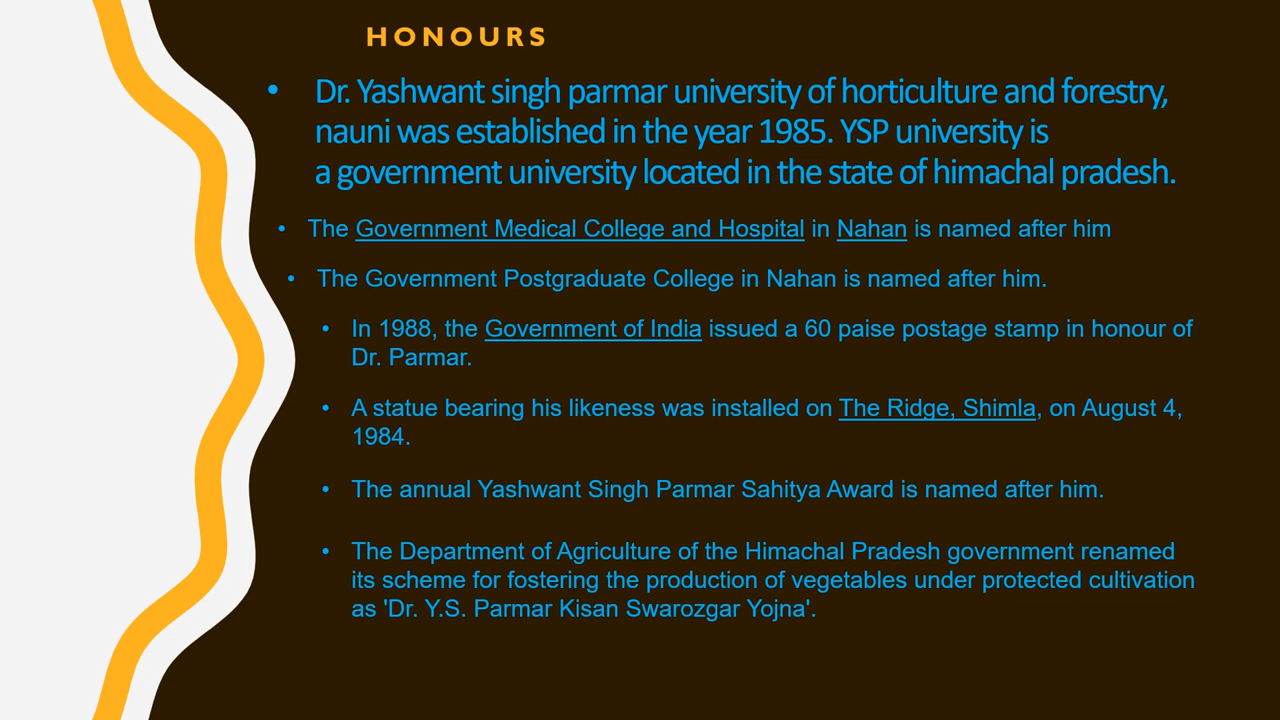 HONOURS
• Dr. Yashwant singh parmar university of horticulture and forestry,
nauni was established in the year 1985. YSP university is
a government university located in the state of himachal pradesh.
• The Government Medical College and Hospital in Nahan is named after him
• The Government Postgraduate College in Nahan is named after him.
• In 1988, the Government of India issued a 60 paise postage stamp in honour of
Dr. Parmar.
• A statue bearing his likeness was installed on The Ridge, Shimla, on August 4,
1984.
• The annual Yashwant Singh Parmar Sahitya Award is named after him.
• The Department of Agriculture of the Himachal Pradesh government renamed
its scheme for fostering the production of vegetables under protected cultivation
as 'Dr. Y.S. Parmar Kisan Swarozgar Yojna'.